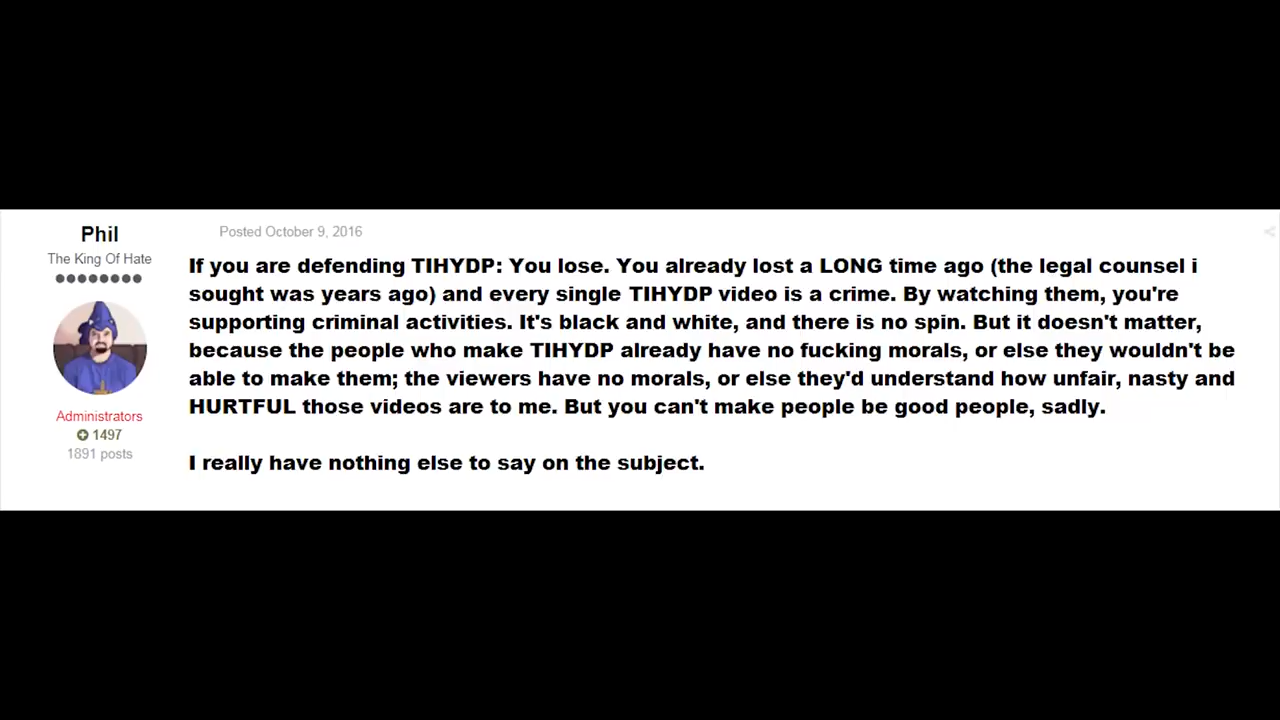 Phil
The King Of Hate
Administrators
1497
1891 posts
Posted October 9, 2016
If you are defending TIHYDP: You lose. You already lost a LONG time ago (the legal counsel i
sought was years ago) and every single TIHYDP video is a crime. By watching them, you're
supporting criminal activities. It's black and white, and there is no spin. But it doesn't matter,
because the people who make TIHYDP already have no fucking morals, or else they wouldn't be
able to make them; the viewers have no morals, or else they'd understand how unfair, nasty and
HURTFUL those videos are to me. But you can't make people be good people, sadly.
I really have nothing else to say on the subject.